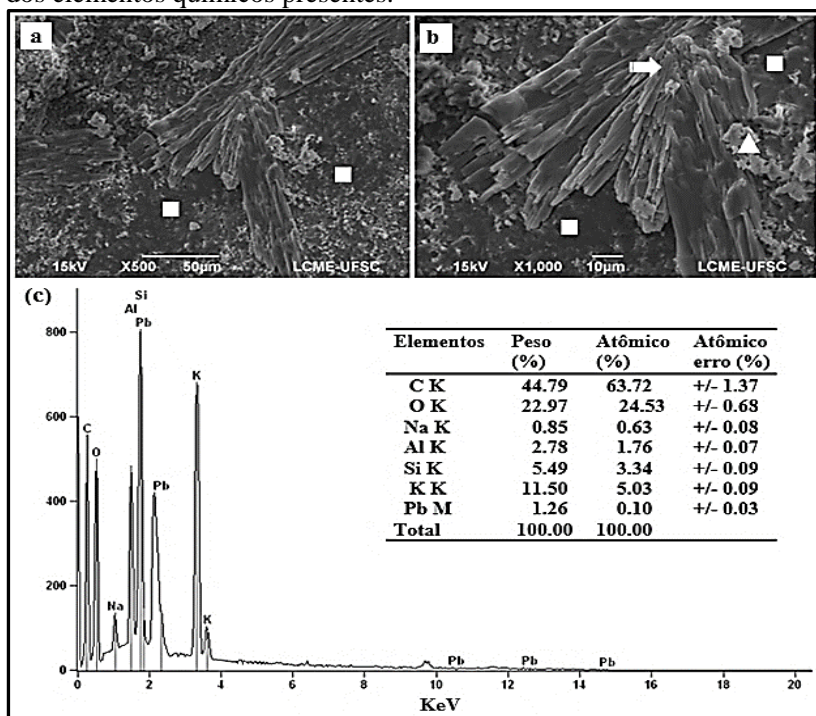 dos elementos químicos presentes.
a
b
15kV X500 50µm LCME-UFSC
15kV X1,000 10µm LCME-UFSC
(c)
Elementos Peso (%) Atômico (%) Atômico erro (%)
C K 44.79 63.72 +/- 1.37
O K 22.97 24.53 +/- 0.68
Na K 0.85 0.63 +/- 0.08
Al K 2.78 1.76 +/- 0.07
Si K 5.49 3.34 +/- 0.09
K K 11.50 5.03 +/- 0.09
Pb M 1.26 0.10 +/- 0.03
Total 100.00 100.00
Si
Al
Pb
K
C
O
Pb
Na
K
Pb Pb Pb
800
600
400
200
0
0 2 4 6 8 10 12 14 16 18 20
KeV